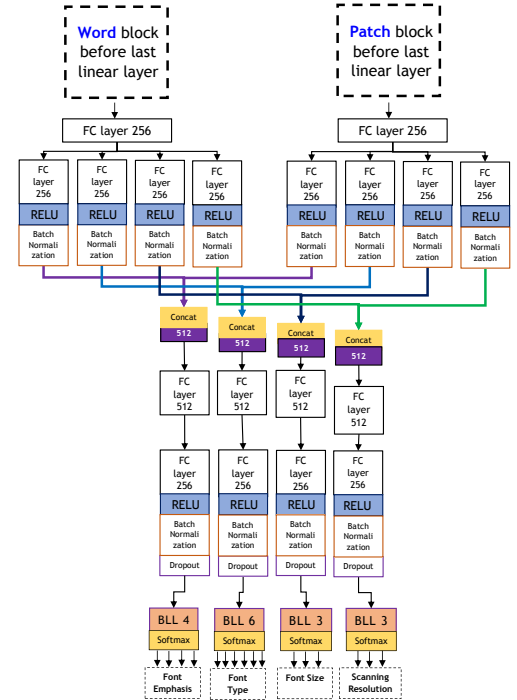 Word block
before last
linear layer
Patch block
before last
linear layer
FC layer 256
FC layer 256
FC
layer
256
RELU
Batch
Normali
zation
FC
layer
256
RELU
Batch
Normali
zation
FC
layer
256
RELU
Batch
Normali
zation
FC
layer
256
RELU
Batch
Normali
zation
FC
layer
256
RELU
Batch
Normali
zation
FC
layer
256
RELU
Batch
Normali
zation
FC
layer
256
RELU
Batch
Normali
zation
FC
layer
256
RELU
Batch
Normali
zation
Concat
512
Concat
512
Concat
512
Concat
512
FC
layer
512
FC
layer
512
FC
layer
512
FC
layer
512
FC
layer
256
RELU
Batch
Normali
zation
Dropout
FC
layer
256
RELU
Batch
Normali
zation
Dropout
FC
layer
256
RELU
Batch
Normali
zation
Dropout
FC
layer
256
RELU
Batch
Normali
zation
Dropout
BLL 4
Softmax
BLL 6
Softmax
BLL 3
Softmax
BLL 3
Softmax
Font
Emphasis
Font
Type
Font Size
Scanning
Resolution